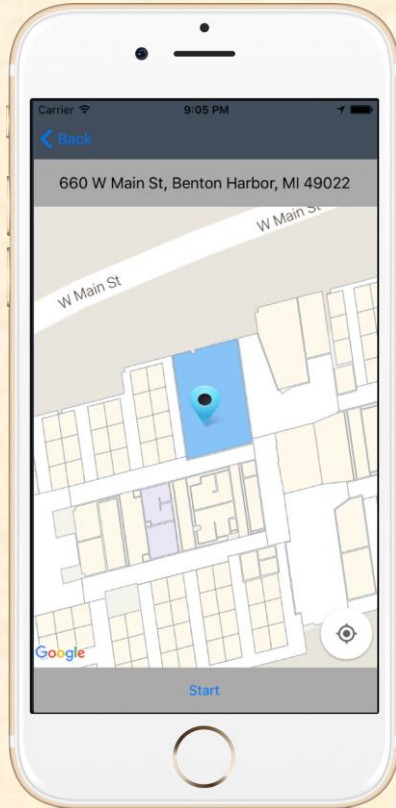 Carrier 9:05 PM
Back
660 W Main St, Benton Harbor, MI 49022
W Main St
W Main St
Google
Start